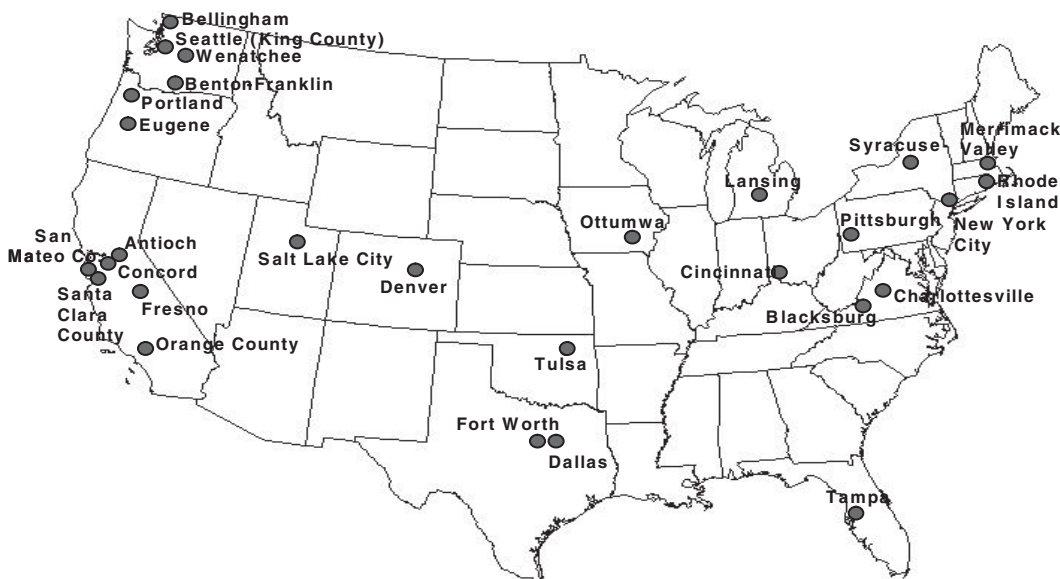 Bellingham
Seattle (King County)
Wenatchee
Benton-Franklin
Portland
Eugene
Merrimack
Valley
Syracuse
Rhode
Island
Lansing
New York
City
Pittsburgh
Ottumwa
San
Mateo Co.
Antioch
Concord
Salt Lake City
Denver
Cincinnati
Santa
Clara
County
Fresno
Charlottesville
Blacksburg
Orange County
Tulsa
Fort Worth
Dallas
Tampa